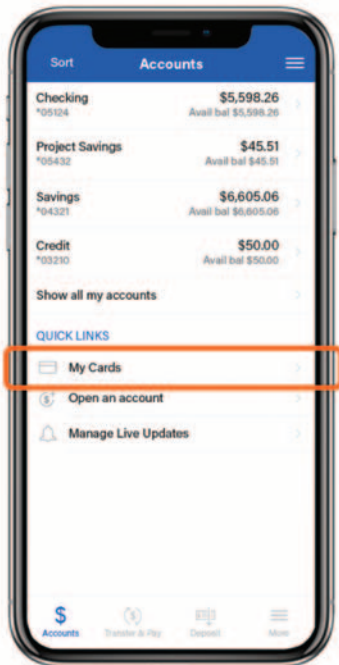 Sort Accounts
Checking $5,598.26
*05124 Avail bal $5,598.26
Project Savings $45.51
*05432 Avail bal $45.51
Savings $6,605.06
*04321 Avail bal $6,605.06
Credit $50.00
*03210 Avail bal $50.00
Show all my accounts
QUICK LINKS
My Cards
Open an account
Manage Live Updates
$
Accounts Transfer & Pay Deposit More